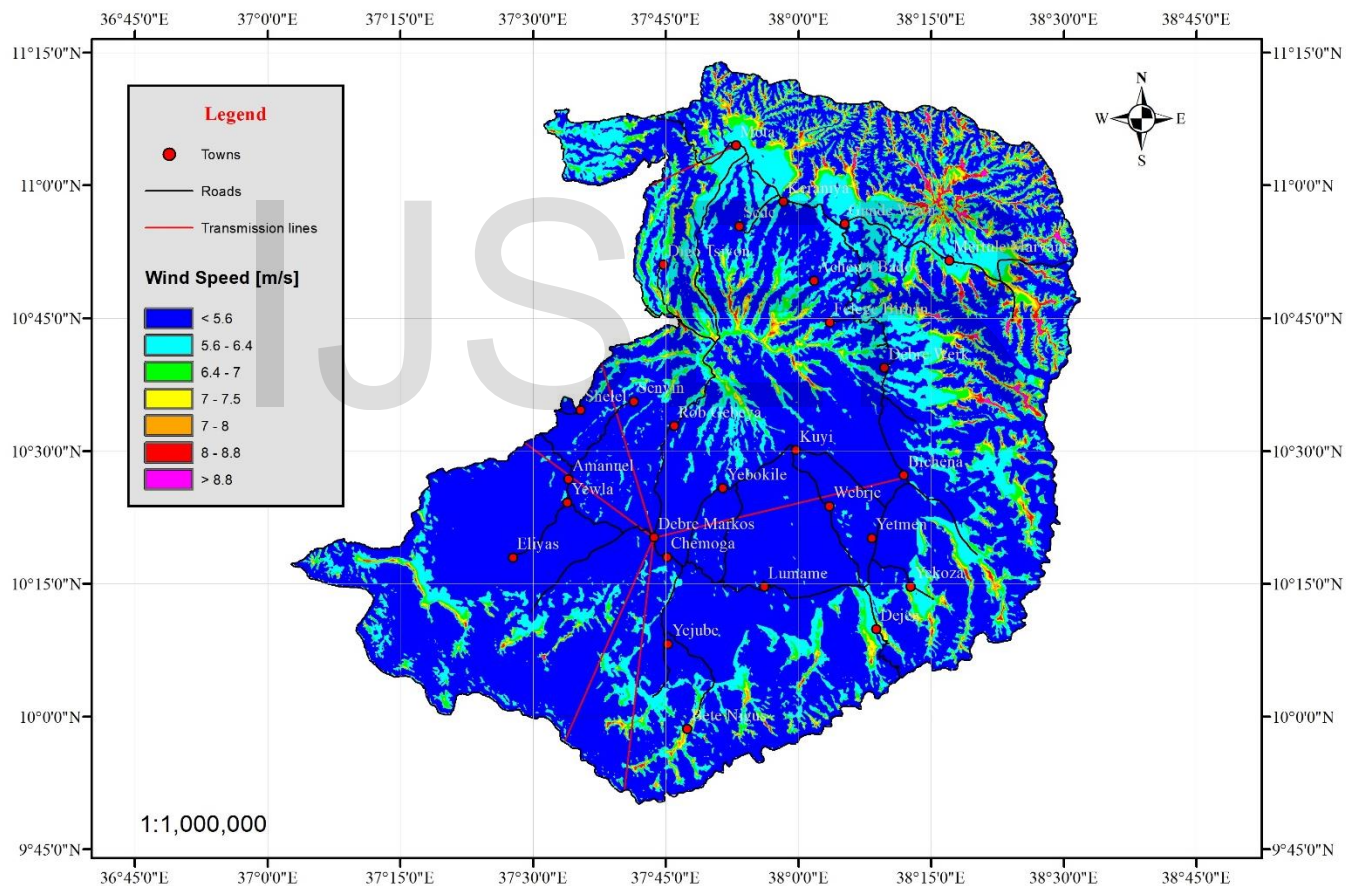 36°45'0"E 37°0'0"E 37°15'0"E 37°30'0"E 37°45'0"E 38°0'0"E 38°15'0"E 38°30'0"E 38°45'0"E
11°15'0"N 11°15'0"N
N
W E
S
Legend
Towns
Roads
Transmission lines
Wind Speed [m/s]
< 5.6
5.6 - 6.4
6.4 - 7
7 - 7.5
7 - 8
8 - 8.8
> 8.8
IJS
Mota
11°0'0"N 11°0'0"N
Keraniya
Sede
10°45'0"N 10°45'0"N
Debre Werk
Senyin
Shelel
Rob Gebeya
Kuyi
10°30'0"N 10°30'0"N
Bichena
Amanuel
Yebokile
Yewla
Webrje
Debre Markos
Yetmen
Chemoga
Eliyas
10°15'0"N 10°15'0"N
Lumame
Yekoza
Dejen
Yejube
10°0'0"N 10°0'0"N
Bete Nigus
1:1,000,000
9°45'0"N 9°45'0"N
36°45'0"E 37°0'0"E 37°15'0"E 37°30'0"E 37°45'0"E 38°0'0"E 38°15'0"E 38°30'0"E 38°45'0"E